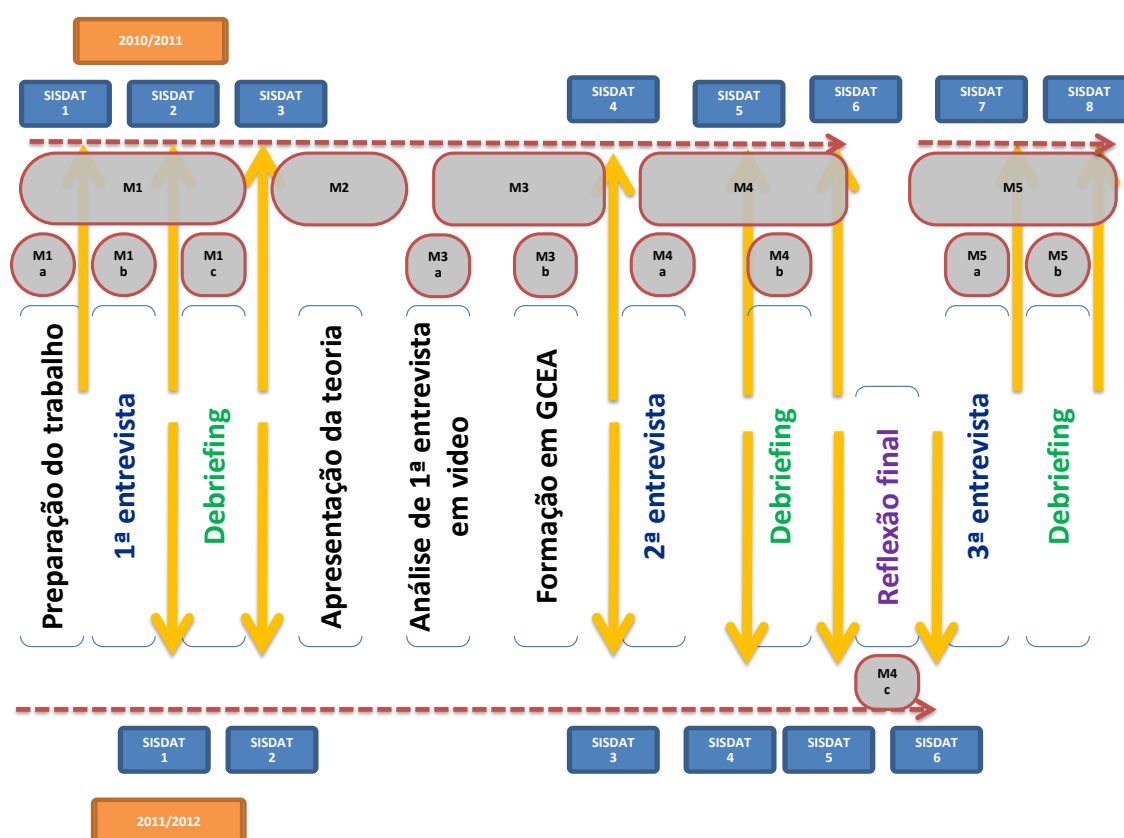 2010/2011
SISDAT
1
SISDAT
2
SISDAT
3
SISDAT
4
SISDAT
5
SISDAT
6
SISDAT
7
SISDAT
8
M1
M2
M3
M4
M5
M1
a
M1
b
M1
c
M3
a
M3
b
M4
a
M4
b
M5
a
M5
b
Preparação do trabalho
1ª entrevista
Debriefing
Apresentação da teoria
Análise de 1ª entrevista
em video
Formação em GCEA
2ª entrevista
Debriefing
Reflexão final
3ª entrevista
Debriefing
M4
c
SISDAT
1
SISDAT
2
SISDAT
3
SISDAT
4
SISDAT
5
SISDAT
6
2011/2012